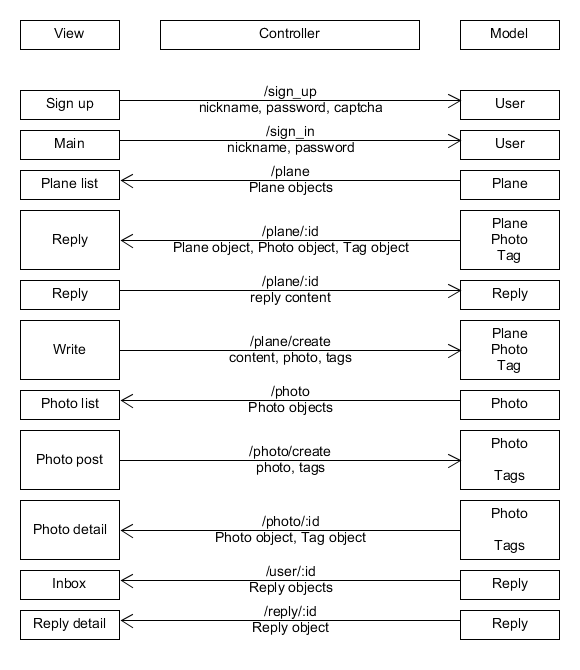 View Controller Model
/sign_up
Sign up nickname, password, captcha User
/sign_in
Main nickname, password User
/plane
Plane list Plane objects Plane
Plane
/plane/:id
Reply Photo
Plane object, Photo object, Tag object
Tag
/plane/:id
Reply reply content Reply
Plane
/plane/create
Write Photo
content, photo, tags
Tag
/photo
Photo list Photo objects Photo
Photo
/photo/create
Photo post
photo, tags
Tags
Photo
/photo/:id
Photo detail
Photo object, Tag object
Tags
/user/:id
Inbox Reply objects Reply
/reply/:id
Reply detail Reply object Reply